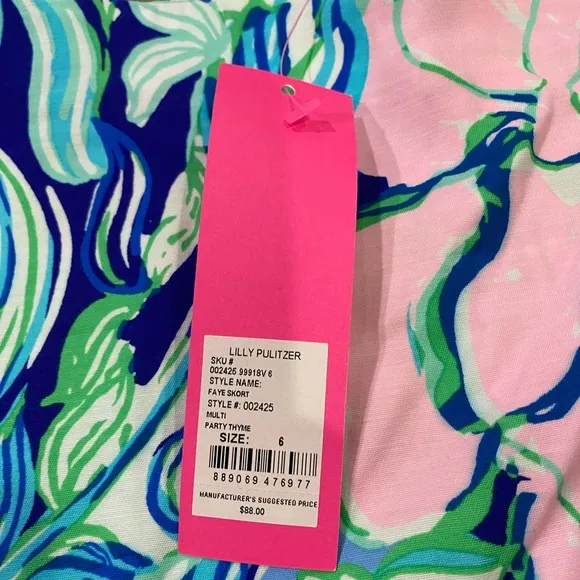 LILLY PULITZER
SKU #
002425 99918V 6
STYLE NAME:
FAYE SKORT
STYLE #: 002425
MULTI
PARTY THYME
SIZE: 6
889069 476977
MANUFACTURER'S SUGGESTED PRICE
$88.00